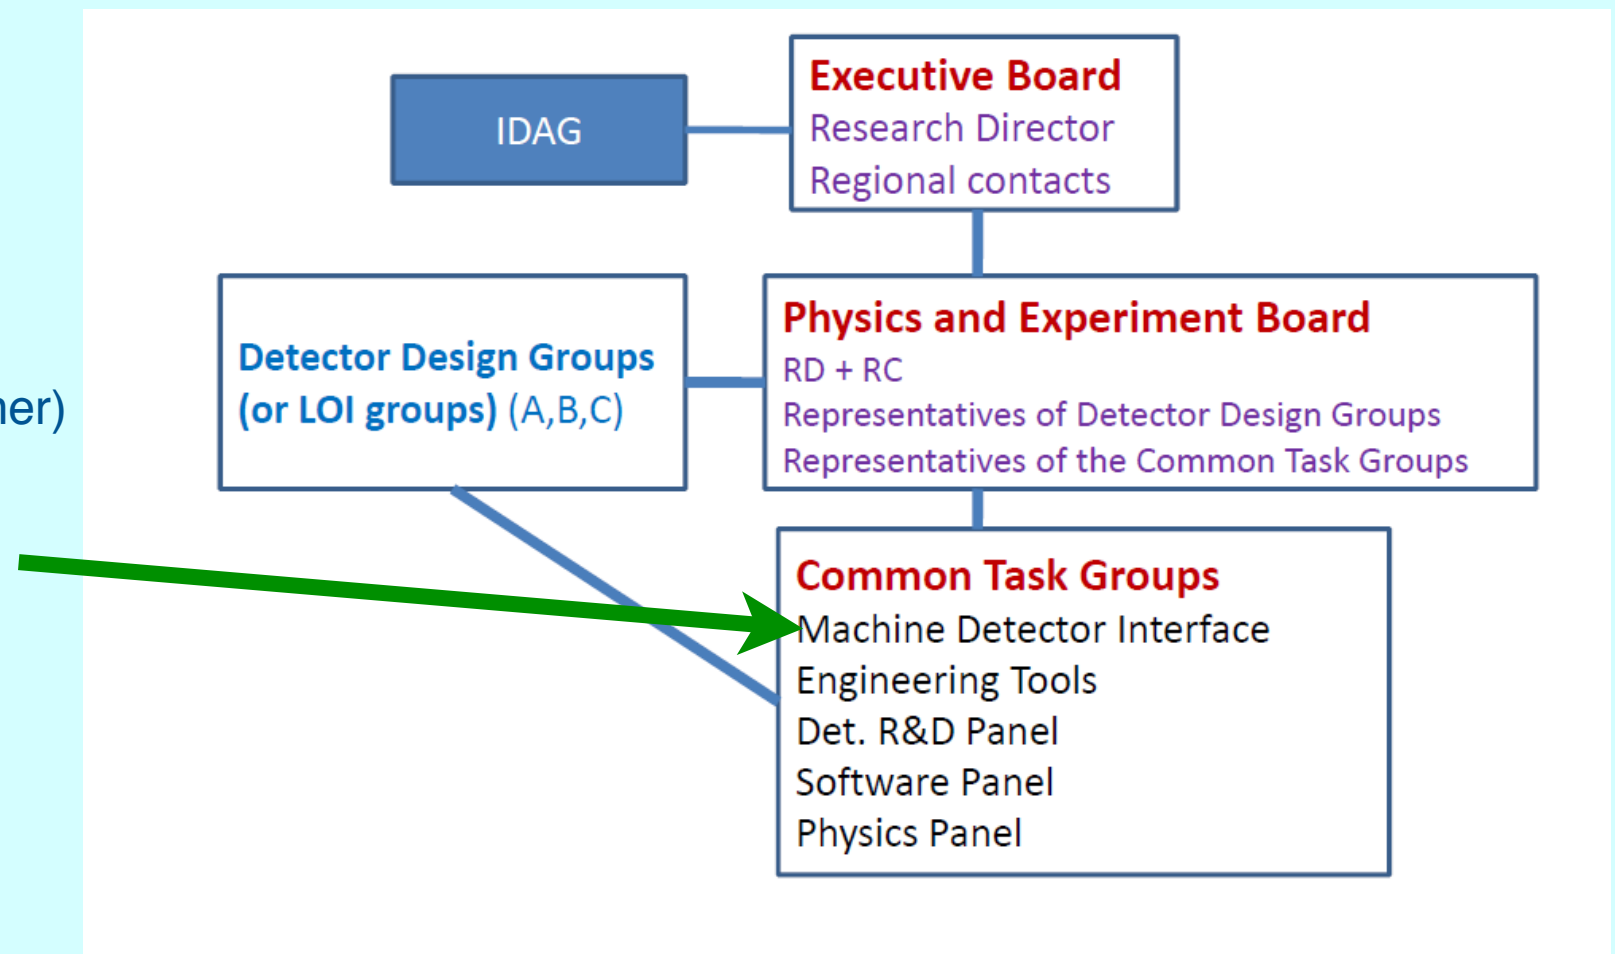 IDAG
Executive Board
Research Director
Regional contacts
Detector Design Groups
(or LOI groups) (A,B,C)
Physics and Experiment Board
RD + RC
Representatives of Detector Design Groups
Representatives of the Common Task Groups
Common Task Groups
Machine Detector Interface
Engineering Tools
Det. R&D Panel
Software Panel
Physics Panel